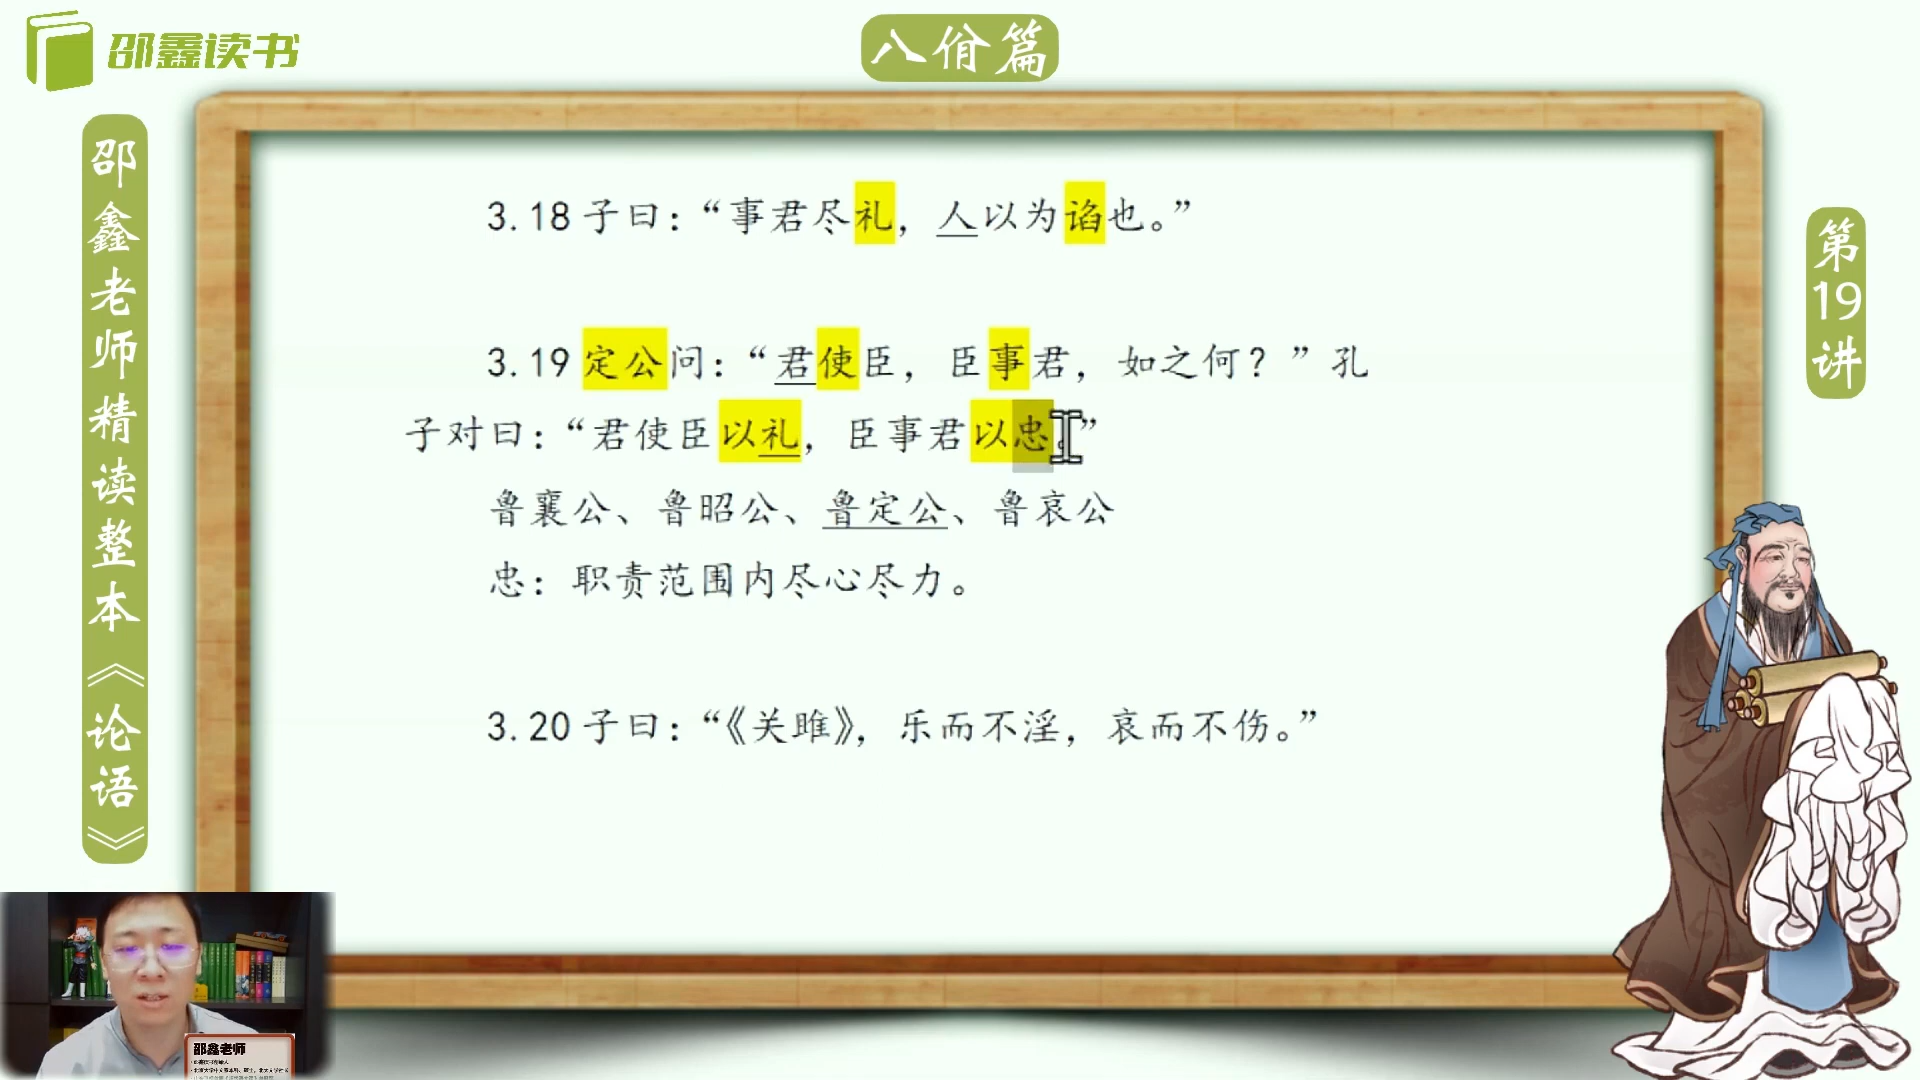 邵鑫读书
八佾篇
邵鑫老师精读整本《论语》
第19讲
3.18 子曰：“事君尽礼，人以为谄也。”
3.19 定公问：“君使臣，臣事君，如之何？”孔
子对曰：“君使臣以礼，臣事君以忠。”
鲁襄公、鲁昭公、鲁定公、鲁哀公
忠：职责范围内尽心尽力。
3.20 子曰：“《关雎》，乐而不淫，哀而不伤。”
邵鑫老师